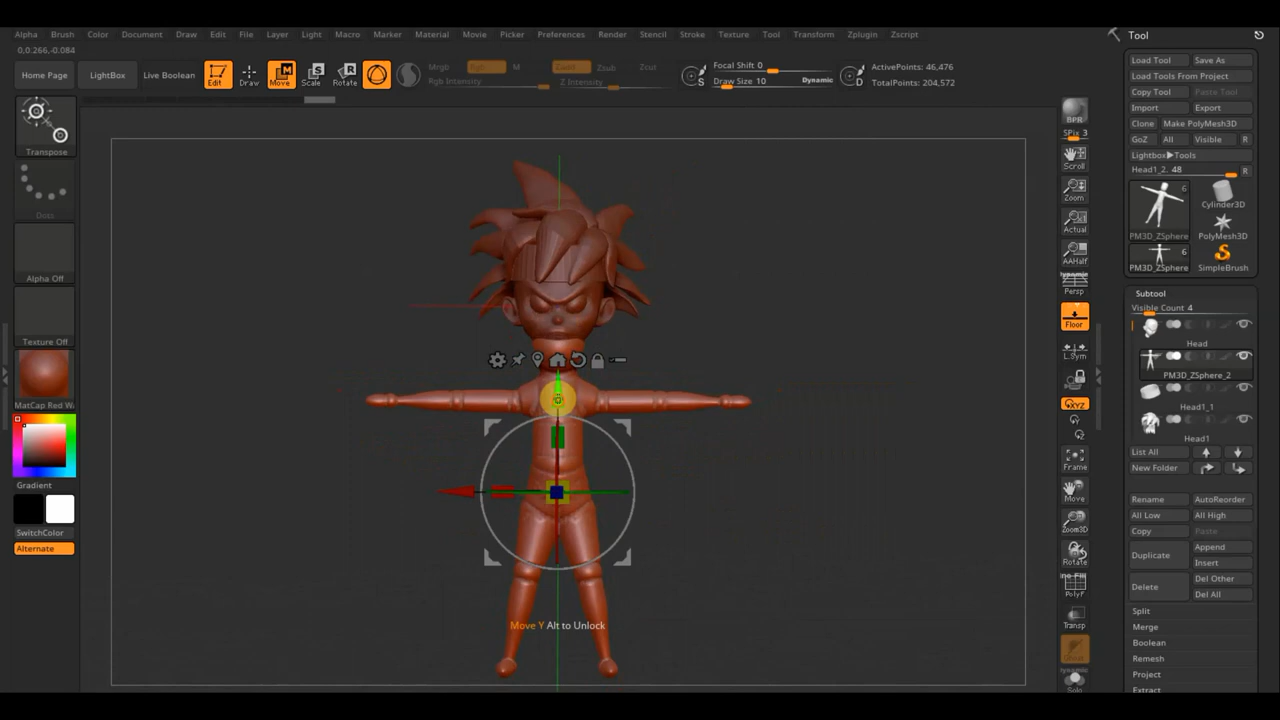 Alpha Brush Color Document Draw Edit File Layer Light Macro Marker Material Movie Picker Preferences Render Stencil Stroke Texture Tool Transform Zplugin Zscript
0,0.266,-0.084
Home Page LightBox Live Boolean Edit Draw Move Scale Rotate
Mrgb Rgb M
Rgb Intensity
Zadd Zsub Zcut
Z Intensity
S
Focal Shift 0
Draw Size 10 Dynamic
D
ActivePoints: 46,476
TotalPoints: 204,572
Transpose
Dots
Alpha Off
Texture Off
MatCap Red Wa
Gradient
SwitchColor
Alternate
Move Y Alt to Unlock
BPR
SPix 3
Scroll
Zoom
Actual
AAHalf
Dynamic
Persp
Floor
L.Sym
XYZ
Y
Z
Frame
Move
Zoom3D
Rotate
Line Fill
PolyF
Transp
Ghost
Solo
Tool
Load Tool Save As
Load Tools From Project
Copy Tool Paste Tool
Import Export
Clone Make PolyMesh3D
GoZ All Visible R
Lightbox▶Tools
Head1_2. 48 R
6
PM3D_ZSphere
Cylinder3D
PolyMesh3D
6
PM3D_ZSphere
SimpleBrush
Subtool
Visible Count 4
Head
PM3D_ZSphere_2
Head1_1
Head1
List All
New Folder
Rename AutoReorder
All Low All High
Copy Paste
Duplicate Append
Insert
Delete Del Other
Del All
Split
Merge
Boolean
Remesh
Project
Extract